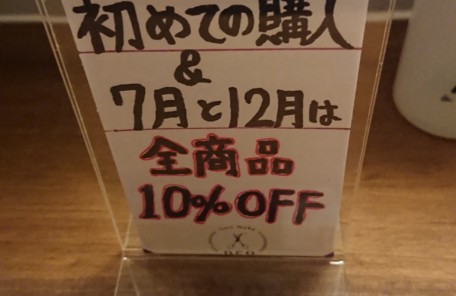 初めての購入
&
7月と12月は
全商品
10%OFF